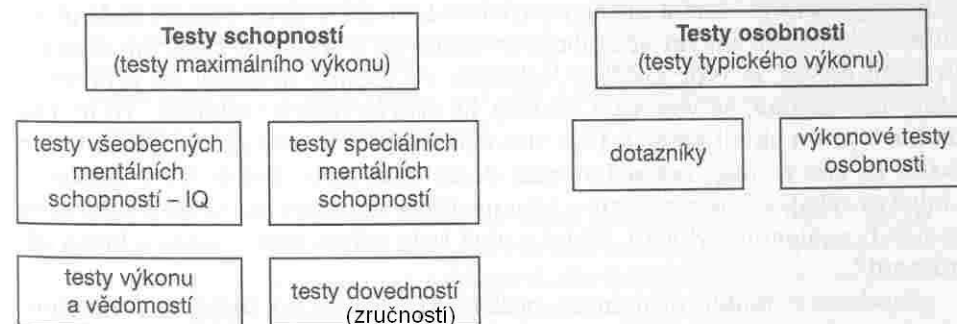 Testy schopností
(testy maximálního výkonu)
Testy osobnosti
(testy typického výkonu)
testy všeobecných
mentálních
schopností – IQ
testy speciálních
mentálních
schopností
dotazníky
výkonové testy
osobnosti
testy výkonu
a vědomostí
testy dovedností
(zručností)